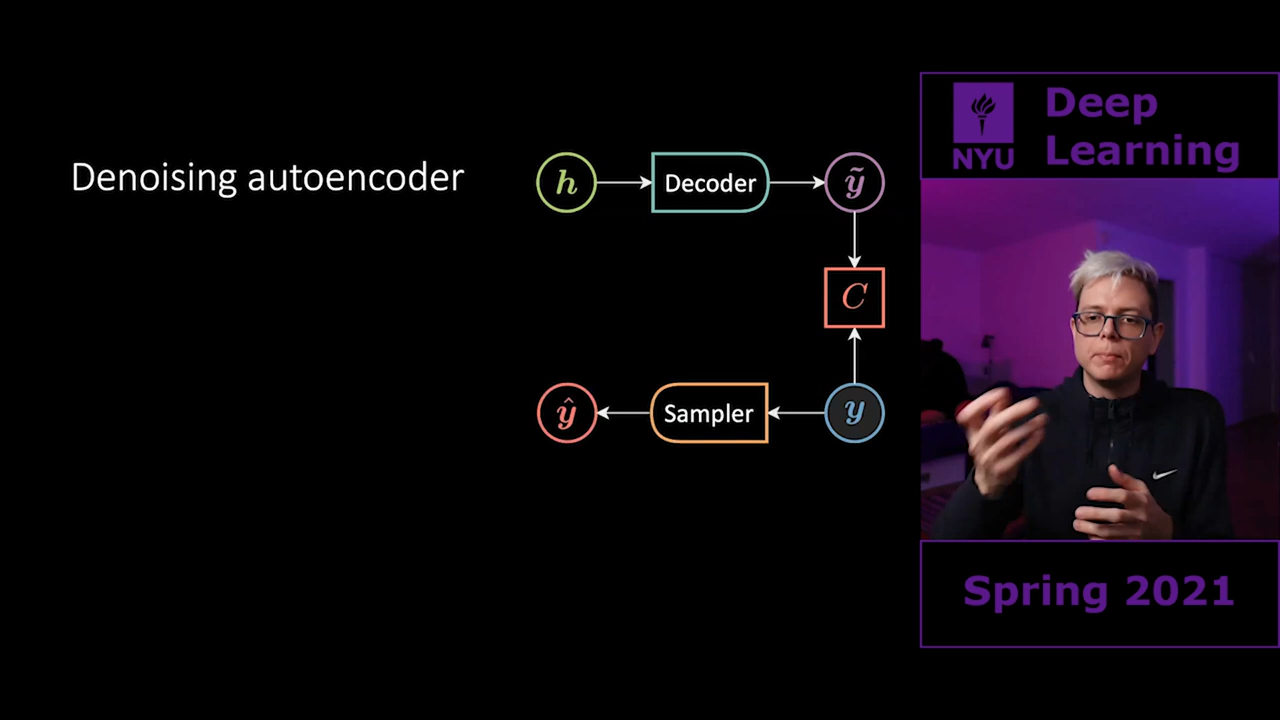 Denoising autoencoder
h
Decoder
ỹ
C
ŷ
Sampler
y
NYU
Deep
Learning
Spring 2021